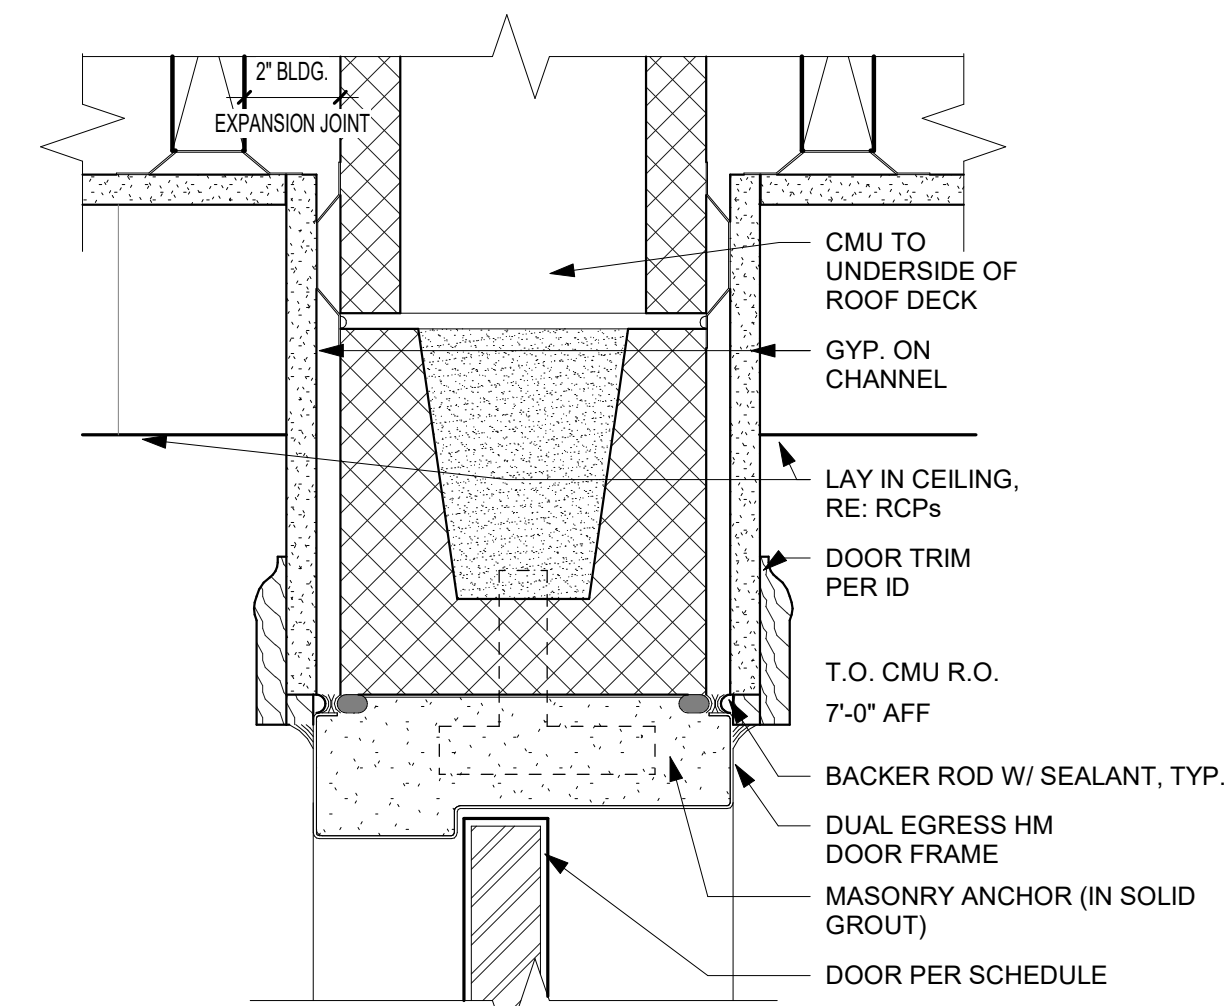 2" BLDG.
EXPANSION JOINT
CMU TO
UNDERSIDE OF
ROOF DECK
GYP. ON
CHANNEL
LAY IN CEILING,
RE: RCPs
DOOR TRIM
PER ID
T.O. CMU R.O.
7'-0" AFF
BACKER ROD W/ SEALANT, TYP.
DUAL EGRESS HM
DOOR FRAME
MASONRY ANCHOR (IN SOLID
GROUT)
DOOR PER SCHEDULE